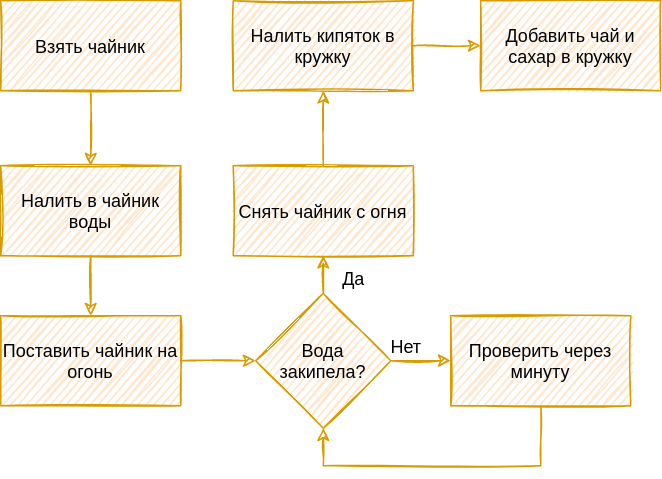 Взять чайник
Налить в чайник
воды
Поставить чайник на
огонь
Вода
закипела?
Нет
Проверить через
минуту
Да
Снять чайник с огня
Налить кипяток в
кружку
Добавить чай и
сахар в кружку